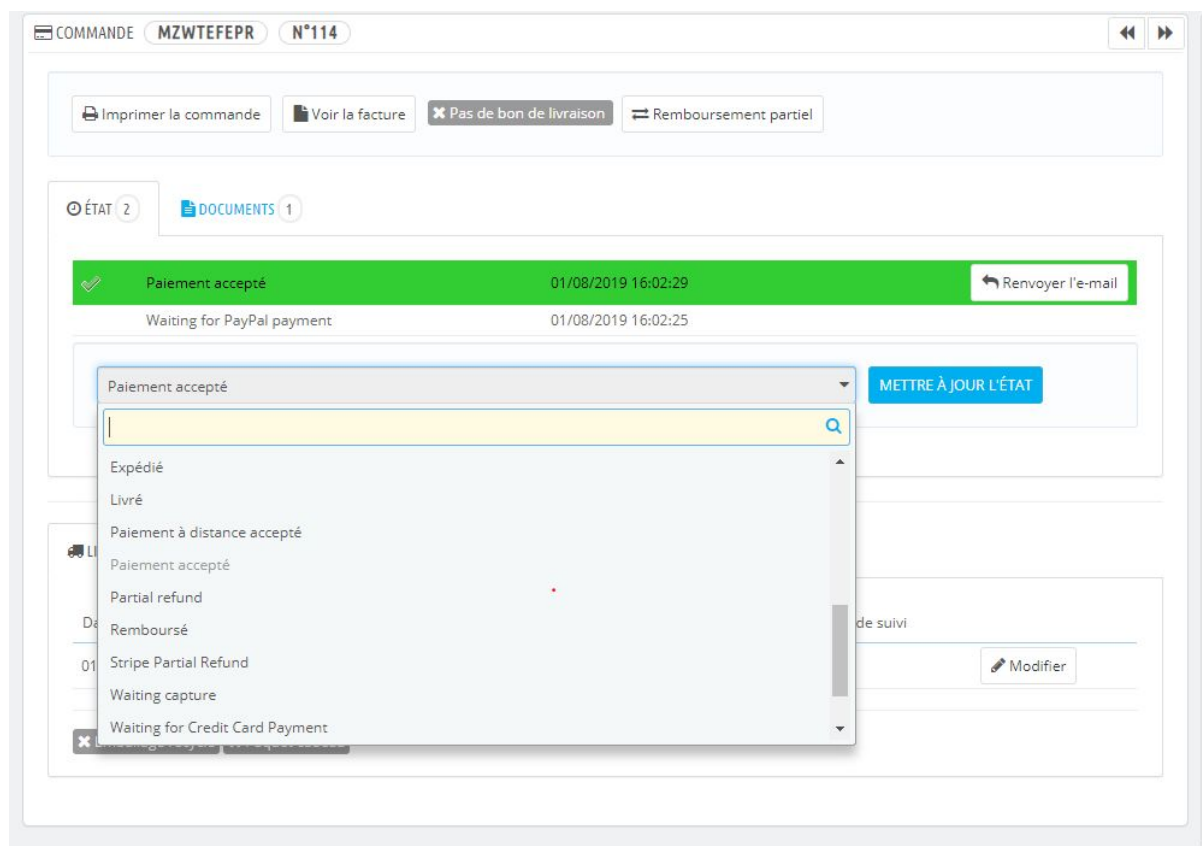 COMMANDE MZWTEFEPR N°114
Imprimer la commande Voir la facture Pas de bon de livraison Remboursement partiel
ÉTAT 2 DOCUMENTS 1
Paiement accepté 01/08/2019 16:02:29 Renvoyer l'e-mail
Waiting for PayPal payment 01/08/2019 16:02:25
Paiement accepté METTRE À JOUR L'ÉTAT
Expédié
Livré
Paiement à distance accepté
LI
Paiement accepté
Partial refund
Da de suivi
Remboursé
01 Stripe Partial Refund Modifier
Waiting capture
Waiting for Credit Card Payment